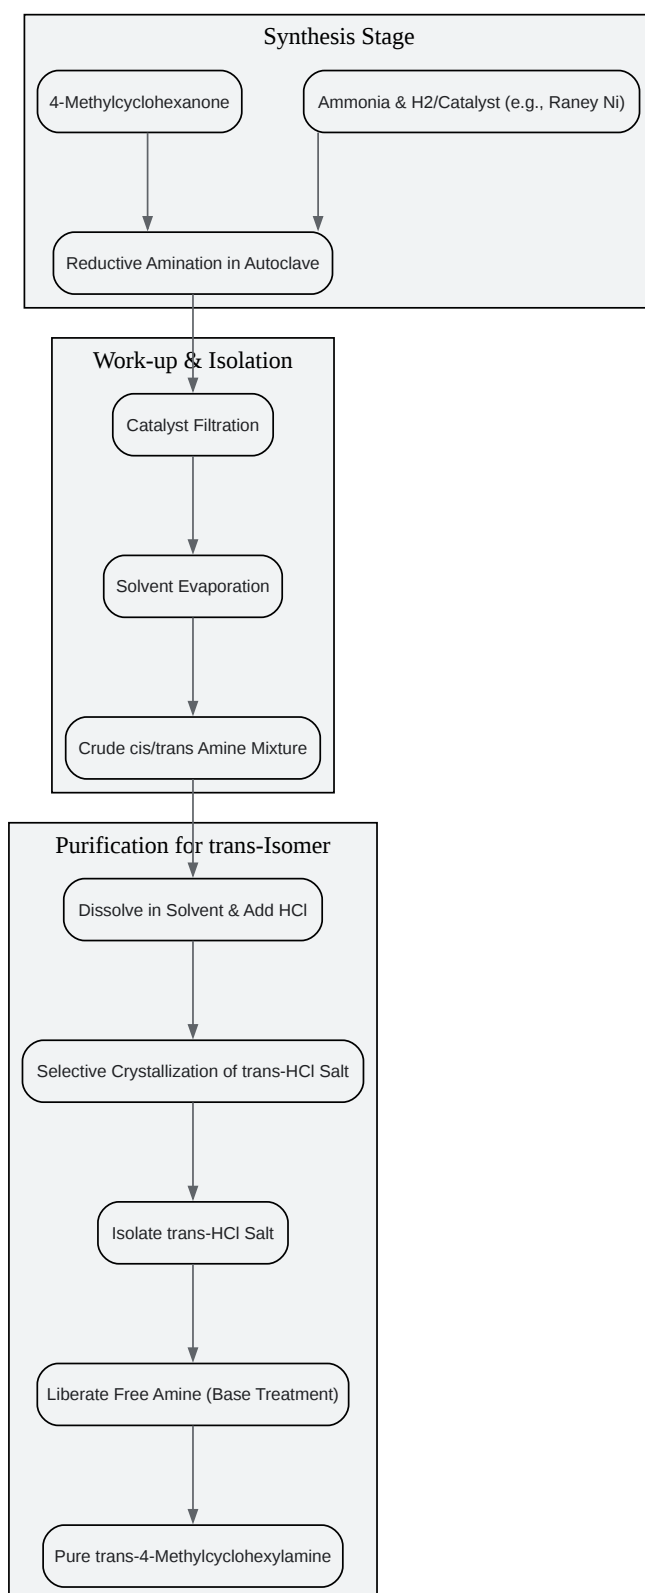 Synthesis Stage
4-Methylcyclohexanone
Ammonia & H2/Catalyst (e.g., Raney Ni)
Reductive Amination in Autoclave
Work-up & Isolation
Catalyst Filtration
Solvent Evaporation
Crude cis/trans Amine Mixture
Purification for trans-Isomer
Dissolve in Solvent & Add HCl
Selective Crystallization of trans-HCl Salt
Isolate trans-HCl Salt
Liberate Free Amine (Base Treatment)
Pure trans-4-Methylcyclohexylamine